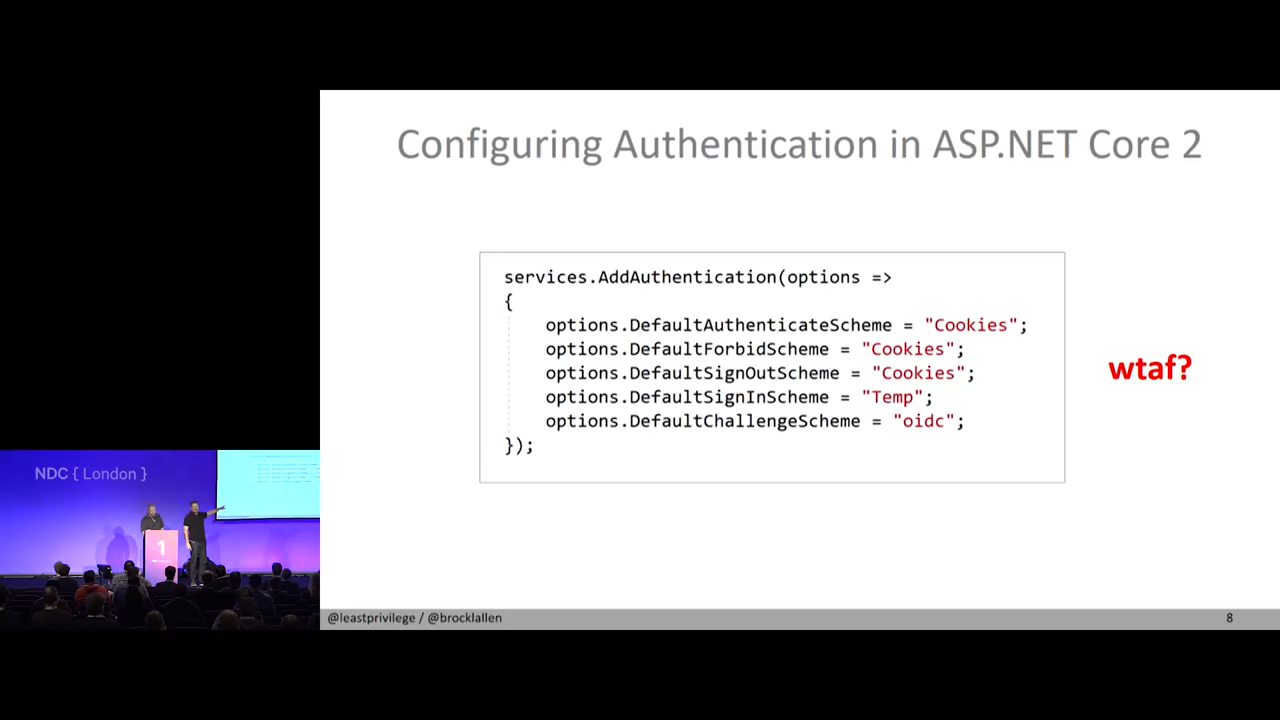 Configuring Authentication in ASP.NET Core 2
services.AddAuthentication(options =>
{
options.DefaultAuthenticateScheme = "Cookies";
options.DefaultForbidScheme = "Cookies";
options.DefaultSignOutScheme = "Cookies";
options.DefaultSignInScheme = "Temp";
options.DefaultChallengeScheme = "oidc";
});
wtaf?
NDC { London }
1
@leastprivilege / @brocklallen
8